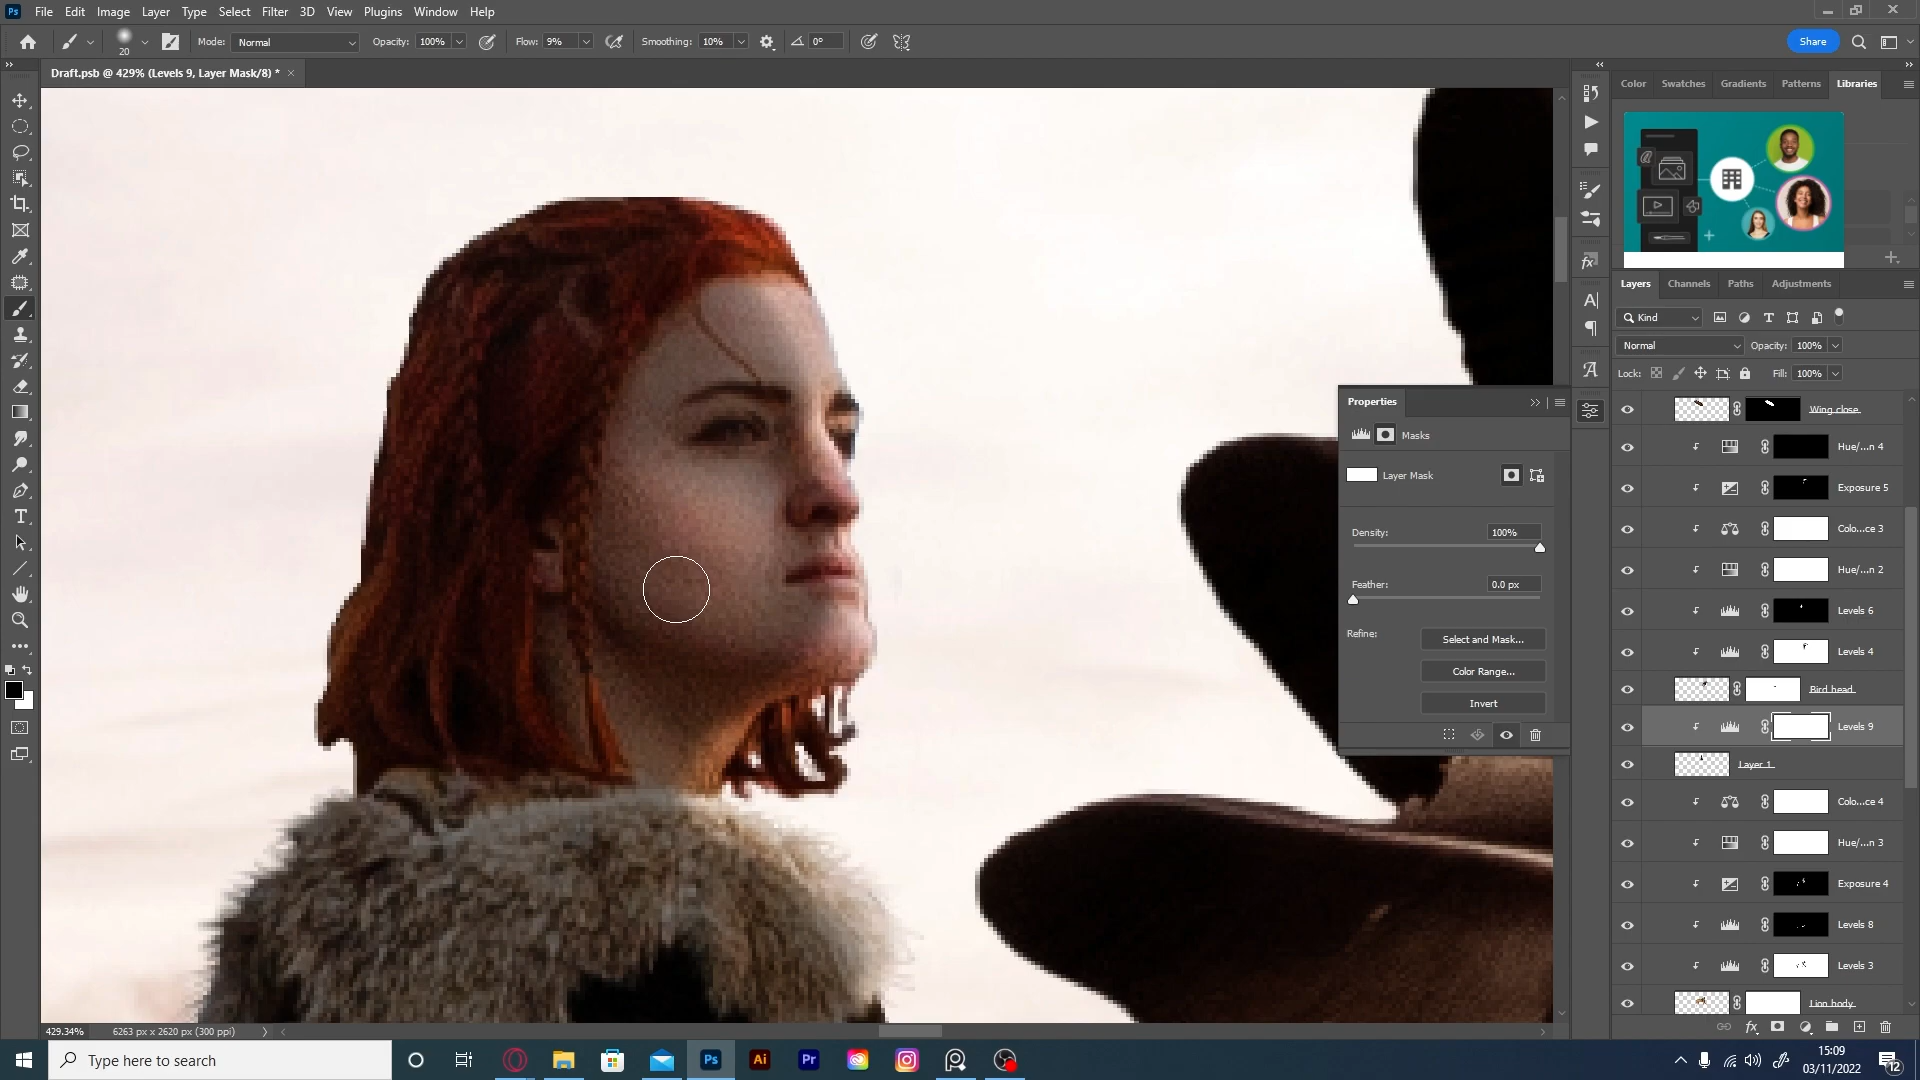 Ps File Edit Image Layer Type Select Filter 3D View Plugins Window Help
20 Mode: Normal Opacity: 100% Flow: 9% Smoothing: 10% 0° Share
Draft.psb @ 429% (Levels 9, Layer Mask/8) * ×
Color Swatches Gradients Patterns Libraries
Layers Channels Paths Adjustments
Kind
Normal Opacity: 100%
Lock: Fill: 100%
Wing close
Hue/...n 4
Exposure 5
Colo...ce 3
Hue/...n 2
Levels 6
Levels 4
Bird head
Levels 9
Layer 1
Colo...ce 4
Hue/...n 3
Exposure 4
Levels 8
Levels 3
Lion body
Properties
Masks
Layer Mask
Density: 100%
Feather: 0.0 px
Refine: Select and Mask...
Color Range...
Invert
429.34% 6263 px x 2620 px (300 ppi)
Type here to search
Ps Ai Pr
15:09
03/11/2022
12